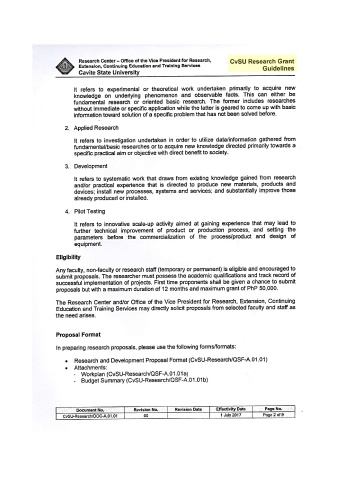 Research Center – Office of the Vice President for Research,
Extension, Continuing Education and Training Services
Cavite State University
CvSU Research Grant
Guidelines
It refers to experimental or theoretical work undertaken primarily to acquire new
knowledge on underlying phenomenon and observable facts. This can either be
fundamental research or oriented basic research. The former includes researches
without immediate or specific application while the latter is geared to come up with basic
information toward solution of a specific problem that has not been solved before.
2. Applied Research
It refers to investigation undertaken in order to utilize data/information gathered from
fundamental/basic researches or to acquire new knowledge directed primarily towards a
specific practical aim or objective with direct benefit to society.
3. Development
It refers to systematic work that draws from existing knowledge gained from research
and/or practical experience that is directed to produce new materials, products and
devices; install new processes, systems and services; and substantially improve those
already produced or installed.
4. Pilot Testing
It refers to innovative scale-up activity aimed at gaining experience that may lead to
further technical improvement of product or production process, and setting the
parameters before the commercialization of the process/product and design of
equipment.
Eligibility
Any faculty, non-faculty or research staff (temporary or permanent) is eligible and encouraged to
submit proposals. The researcher must possess the academic qualifications and track record of
successful implementation of projects. First time proponents shall be given a chance to submit
proposals but with a maximum duration of 12 months and maximum grant of PhP 50,000.
The Research Center and/or Office of the Vice President for Research, Extension, Continuing
Education and Training Services may directly solicit proposals from selected faculty and staff as
the need arises.
Proposal Format
In preparing research proposals, please use the following forms/formats:
• Research and Development Proposal Format (CvSU-Research/QSF-A.01.01)
• Attachments:
- Workplan (CvSU-Research/QSF-A.01.01a)
- Budget Summary (CvSU-Research/QSF-A.01.01b)
Document No. Revision No. Revision Date Effectivity Date Page No.
CvSU-Research/DOG-A.01.01 00 1 July 2017 Page 2 of 9